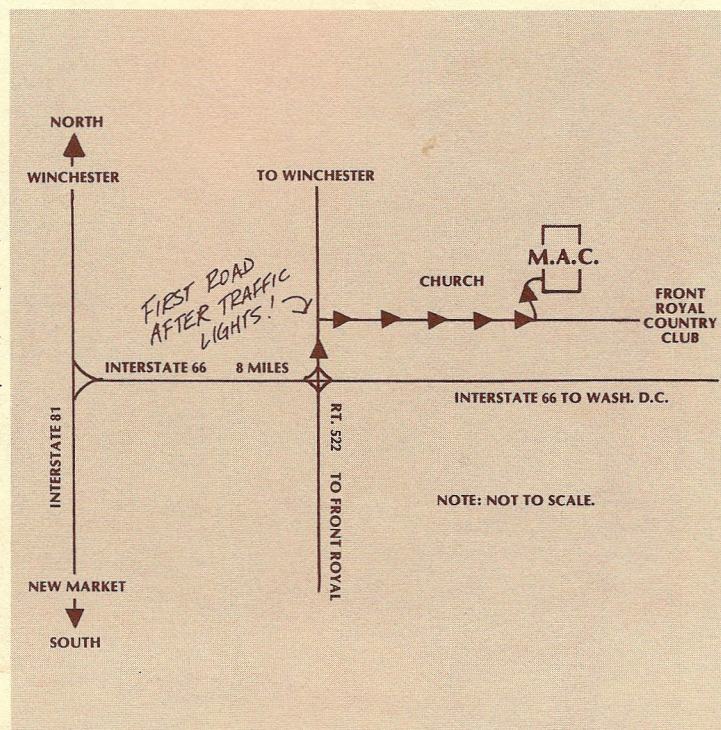 NORTH
WINCHESTER
TO WINCHESTER
M.A.C.
CHURCH
FIRST ROAD
AFTER TRAFFIC
LIGHTS!
FRONT
ROYAL
COUNTRY
CLUB
INTERSTATE 66
8 MILES
INTERSTATE 66 TO WASH. D.C.
INTERSTATE 81
RT. 522 TO FRONT ROYAL
NOTE: NOT TO SCALE.
NEW MARKET
SOUTH